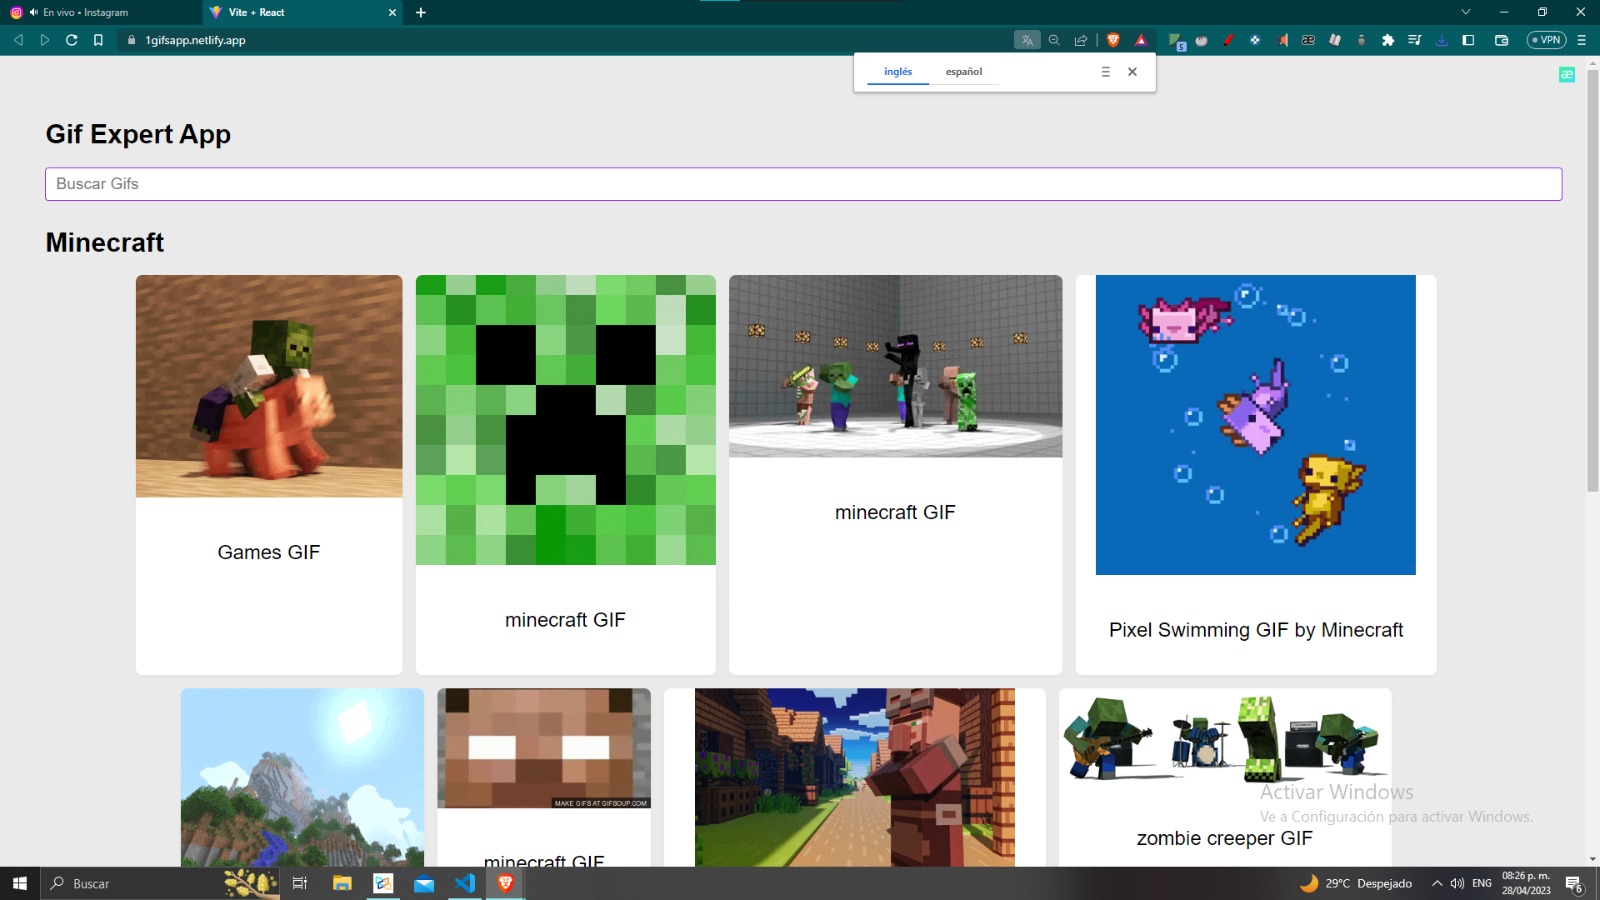 En vivo • Instagram
Vite + React
1gifsapp.netlify.app
VPN
5
æ
inglés
español
æ
Gif Expert App
Buscar Gifs
Minecraft
Games GIF
minecraft GIF
minecraft GIF
Pixel Swimming GIF by Minecraft
MAKE GIFS AT GIFSOUP.COM
minecraft GIF
zombie creeper GIF
Activar Windows
Ve a Configuración para activar Windows.
Buscar
29°C Despejado
ENG
08:26 p. m.
28/04/2023
6